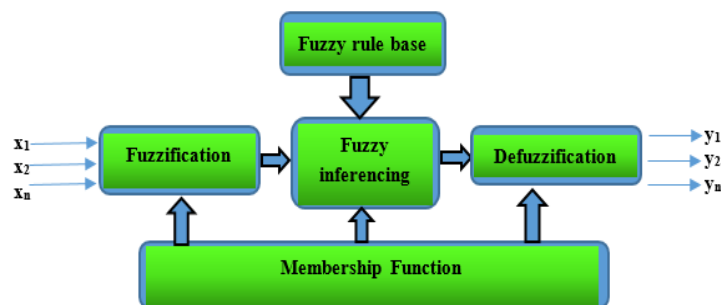 Fuzzy rule base
x1
x2
xn
Fuzzification
Fuzzy
inferencing
Defuzzification
y1
y2
yn
Membership Function